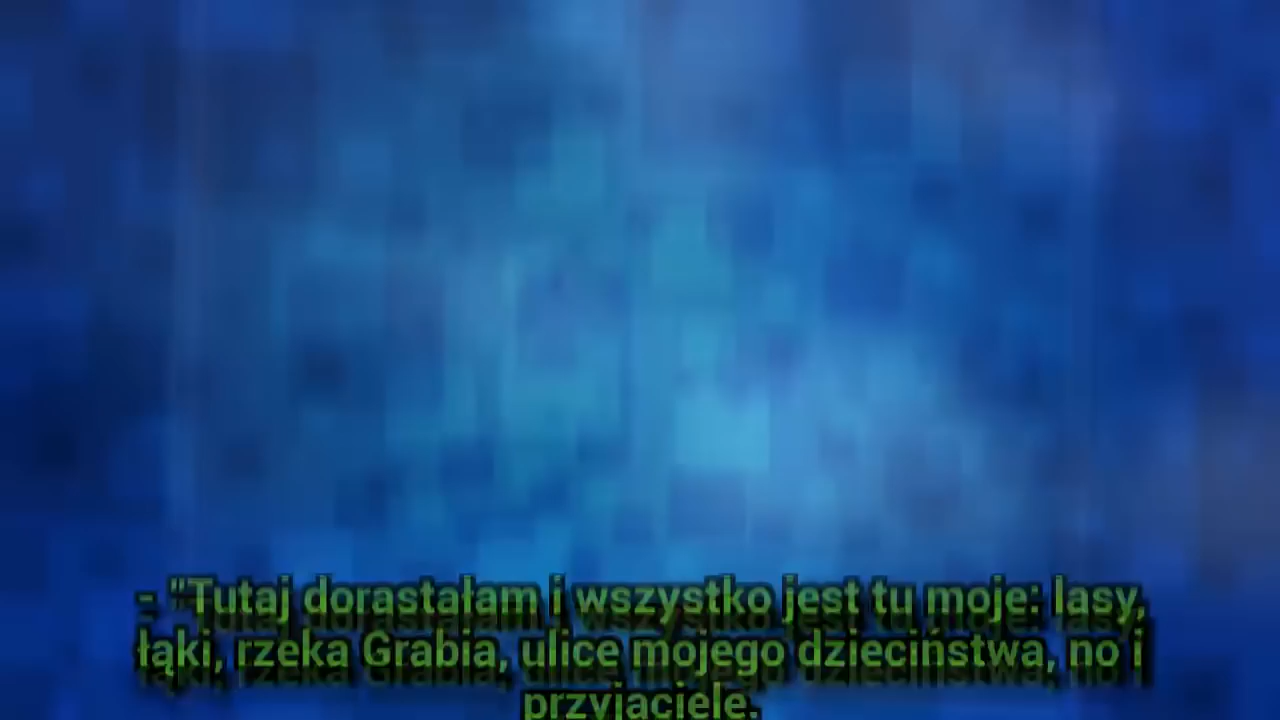 - "Tutaj dorastałam i wszystko jest tu moje: lasy,
łąki, rzeka Grabia, ulice mojego dzieciństwa, no i
przyjaciele.